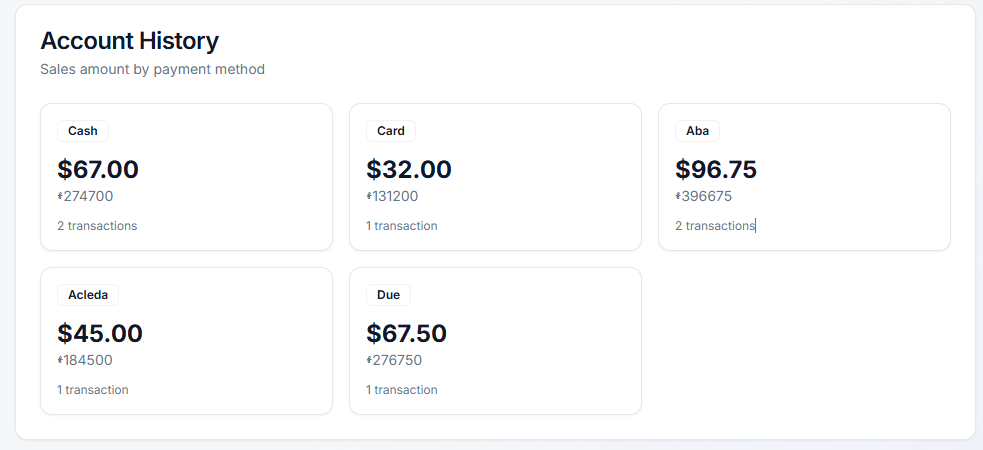 Account History
Sales amount by payment method
Cash
$67.00
៛274700
2 transactions
Card
$32.00
៛131200
1 transaction
Aba
$96.75
៛396675
2 transactions
Acleda
$45.00
៛184500
1 transaction
Due
$67.50
៛276750
1 transaction